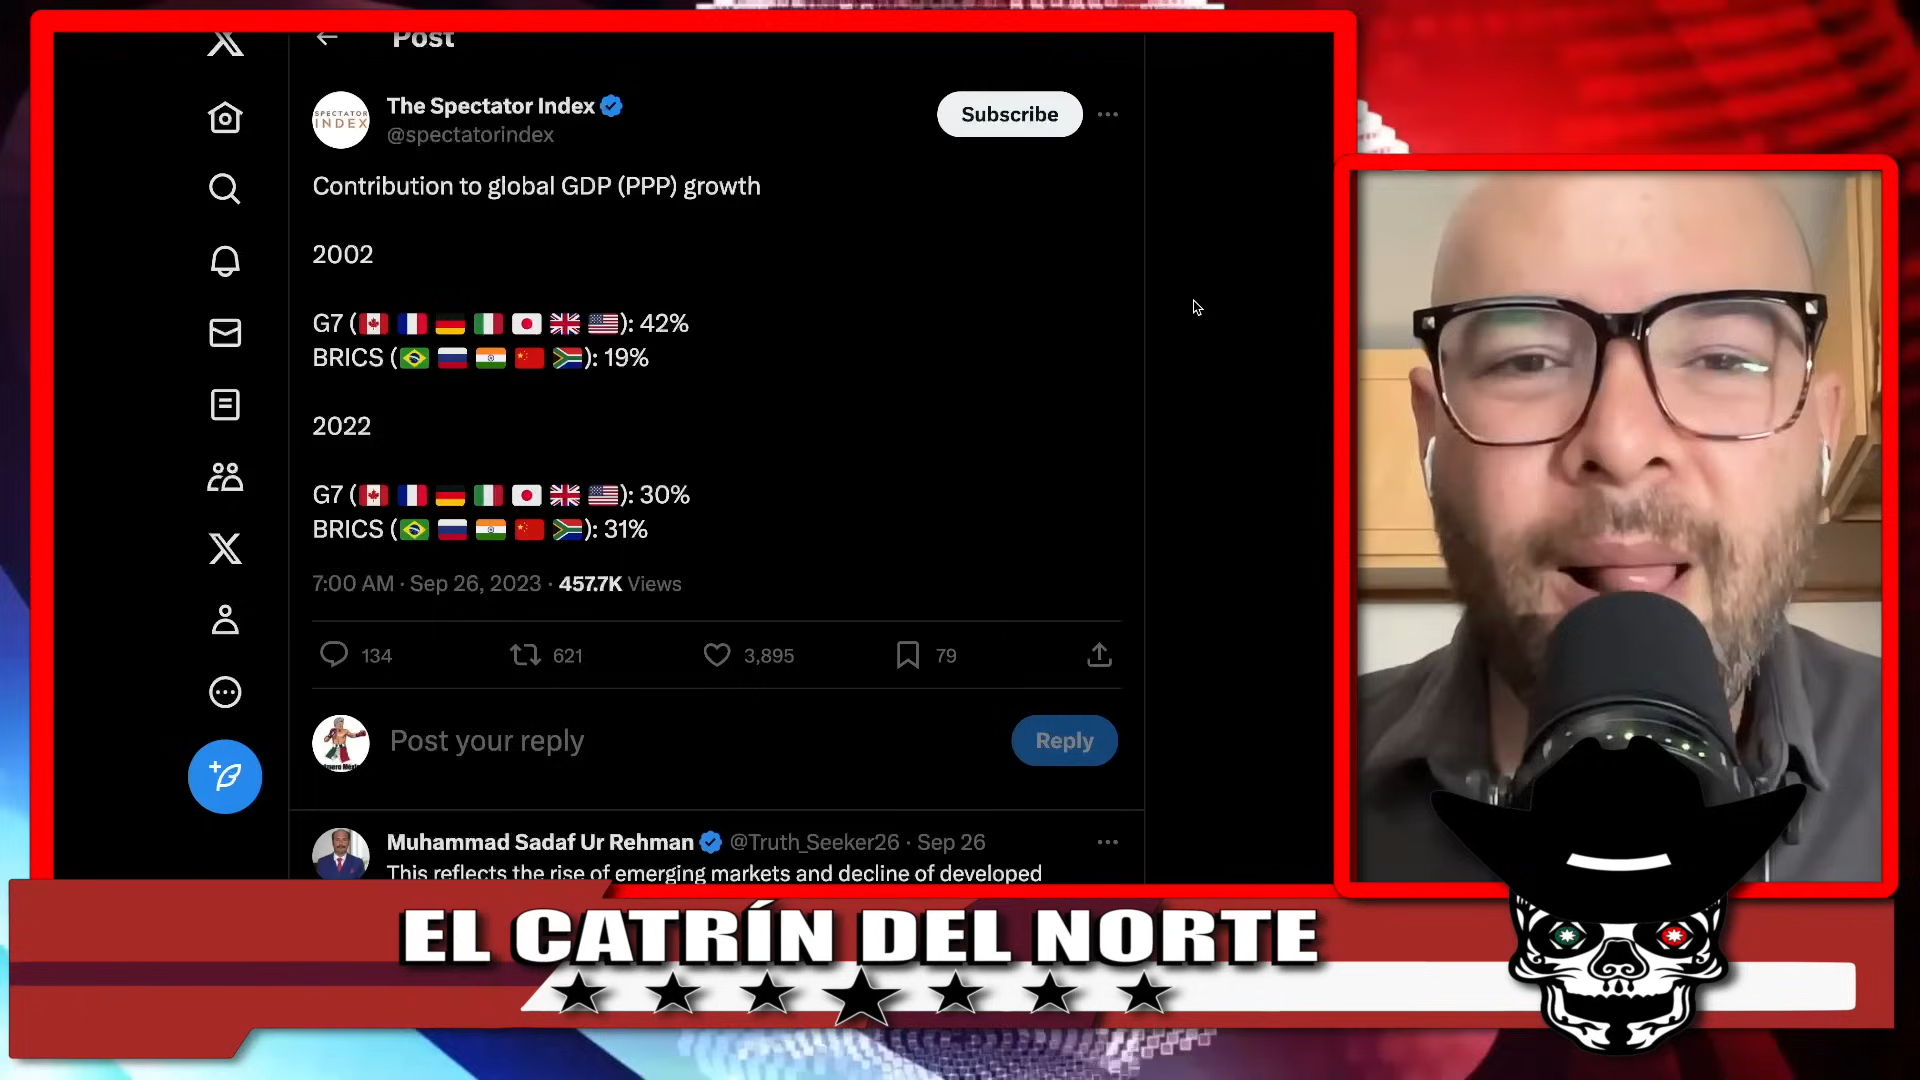 Post
SPECTATOR
INDEX
The Spectator Index
@spectatorindex
Subscribe
Contribution to global GDP (PPP) growth
2002
G7 (🇨🇦 🇫🇷 🇩🇪 🇮🇹 🇯🇵 🇬🇧 🇺🇸): 42%
BRICS (🇧🇷 🇷🇺 🇮🇳 🇨🇳 🇿🇦): 19%
2022
G7 (🇨🇦 🇫🇷 🇩🇪 🇮🇹 🇯🇵 🇬🇧 🇺🇸): 30%
BRICS (🇧🇷 🇷🇺 🇮🇳 🇨🇳 🇿🇦): 31%
7:00 AM · Sep 26, 2023 · 457.7K Views
134 621 3,895 79
Post your reply
Reply
Muhammad Sadaf Ur Rehman @Truth_Seeker26 · Sep 26
This reflects the rise of emerging markets and decline of developed
EL CATRÍN DEL NORTE